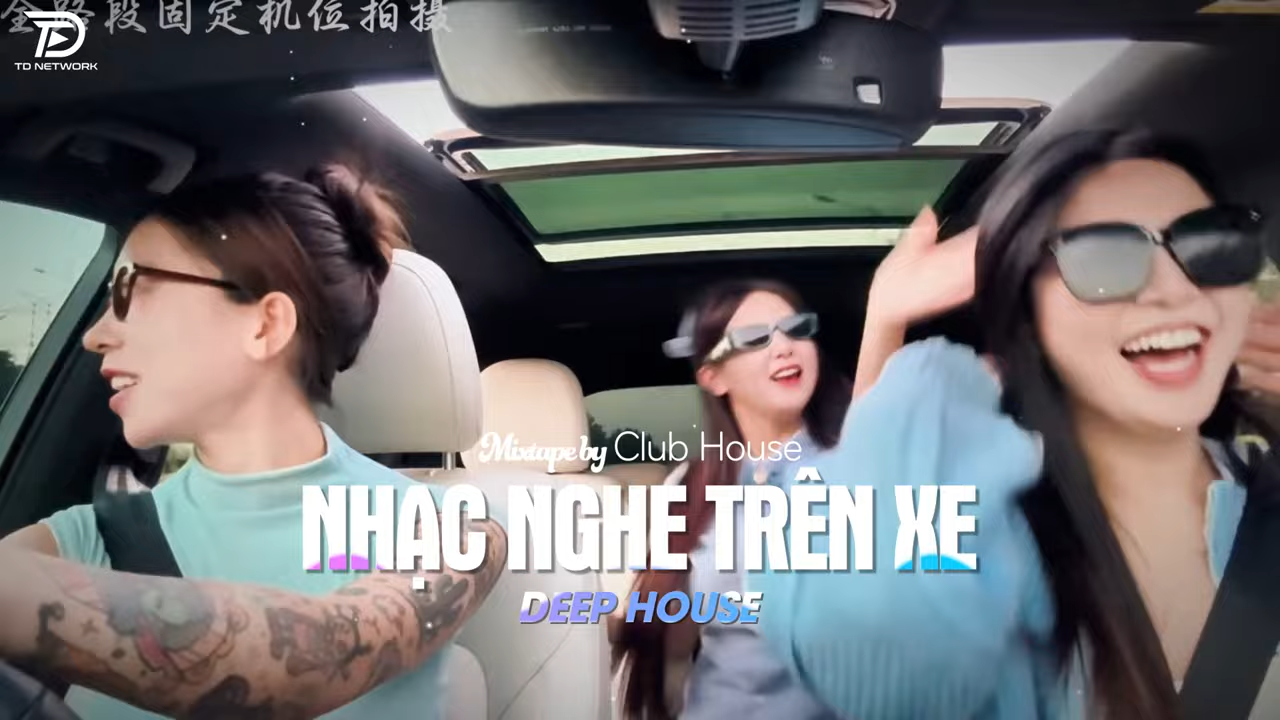 全路段固定机位拍摄
TD NETWORK
Mixtape by Club House
NHẠC NGHE TRÊN XE
DEEP HOUSE